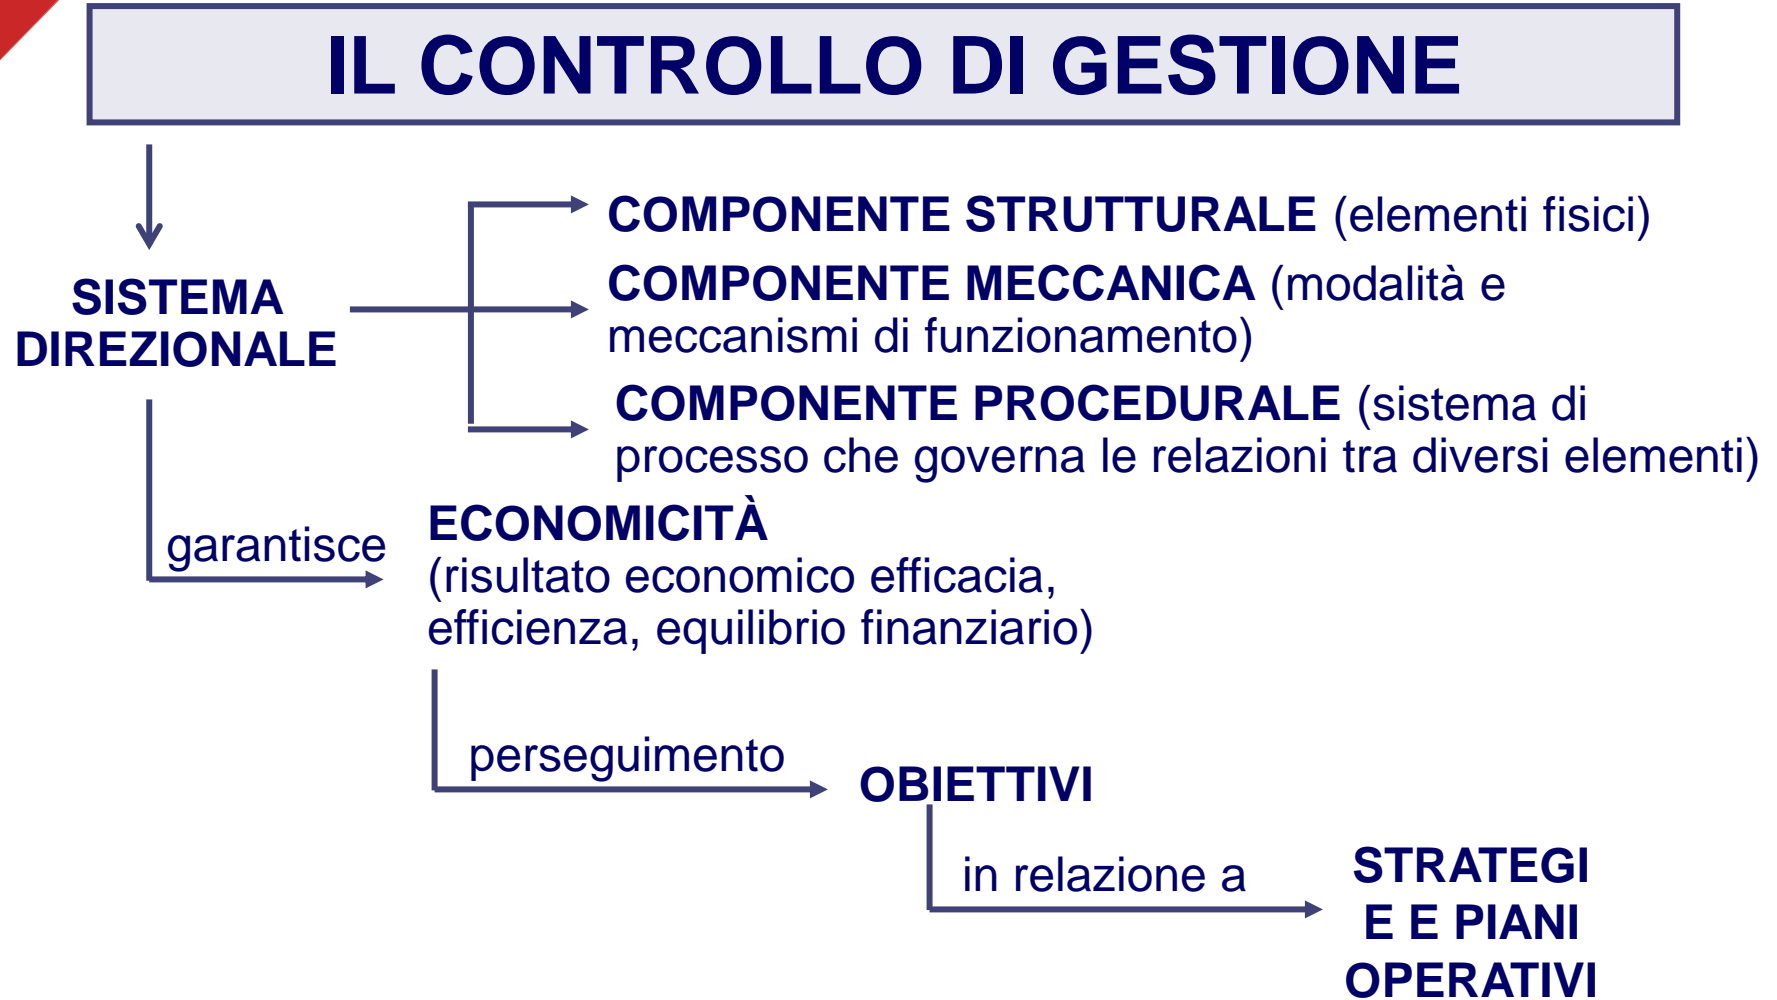 IL CONTROLLO DI GESTIONE
COMPONENTE STRUTTURALE (elementi fisici)
SISTEMA
DIREZIONALE
COMPONENTE MECCANICA (modalità e
meccanismi di funzionamento)
COMPONENTE PROCEDURALE (sistema di
processo che governa le relazioni tra diversi elementi)
garantisce
ECONOMICITÀ
(risultato economico efficacia,
efficienza, equilibrio finanziario)
perseguimento
OBIETTIVI
in relazione a
STRATEGI
E E PIANI
OPERATIVI